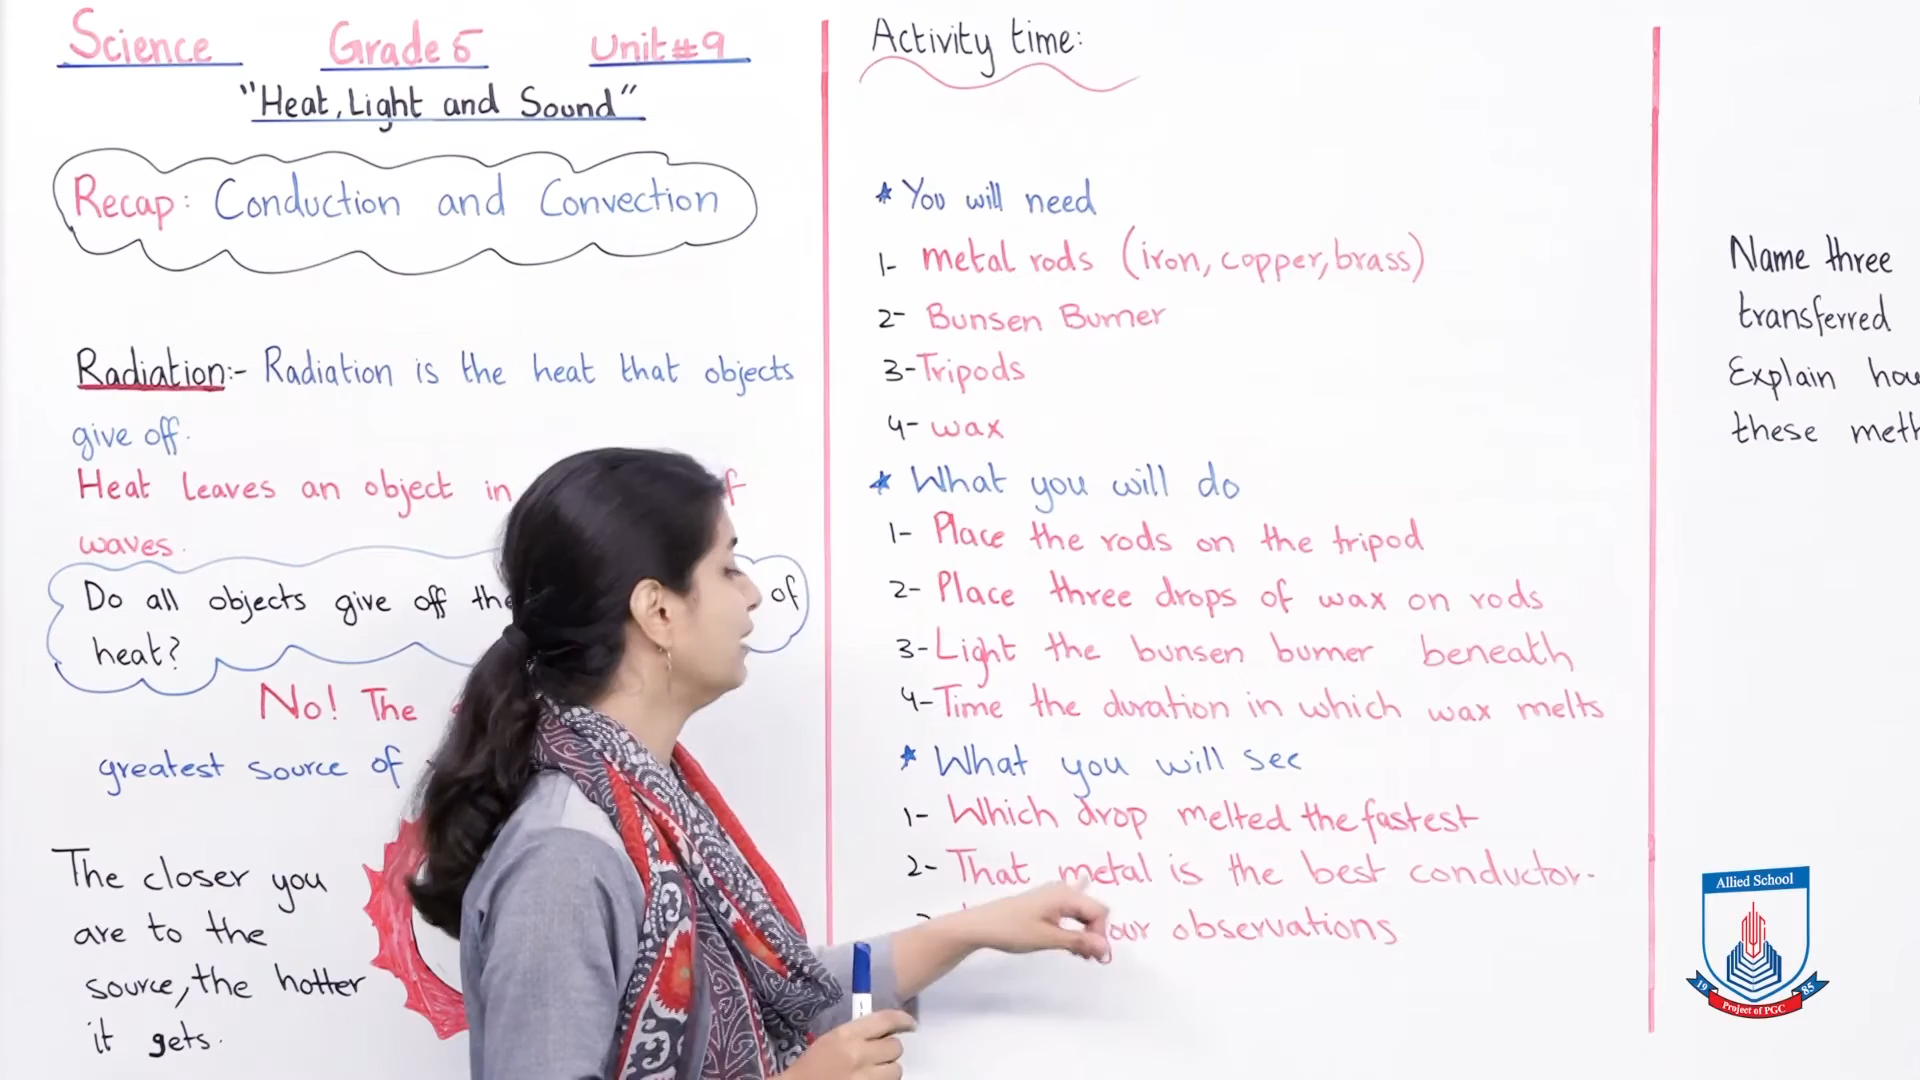 Science Grade 5 Unit #9
"Heat, Light and Sound"
Recap: Conduction and Convection
Radiation:- Radiation is the heat that objects
give off.
Heat leaves an object in f
waves.
Do all objects give off the of
heat?
No! The
greatest source of
The closer you
are to the
source, the hotter
it gets.
Activity time:
* You will need
1- metal rods (iron, copper, brass)
2- Bunsen Burner
3- Tripods
4- wax
* What you will do
1- Place the rods on the tripod
2- Place three drops of wax on rods
3- Light the bunsen burner beneath
4- Time the duration in which wax melts
* What you will see
1- Which drop melted the fastest
2- That metal is the best conductor.
our observations
Name three
transferred
Explain how
these meth
Allied School
19 85
Project of PGC